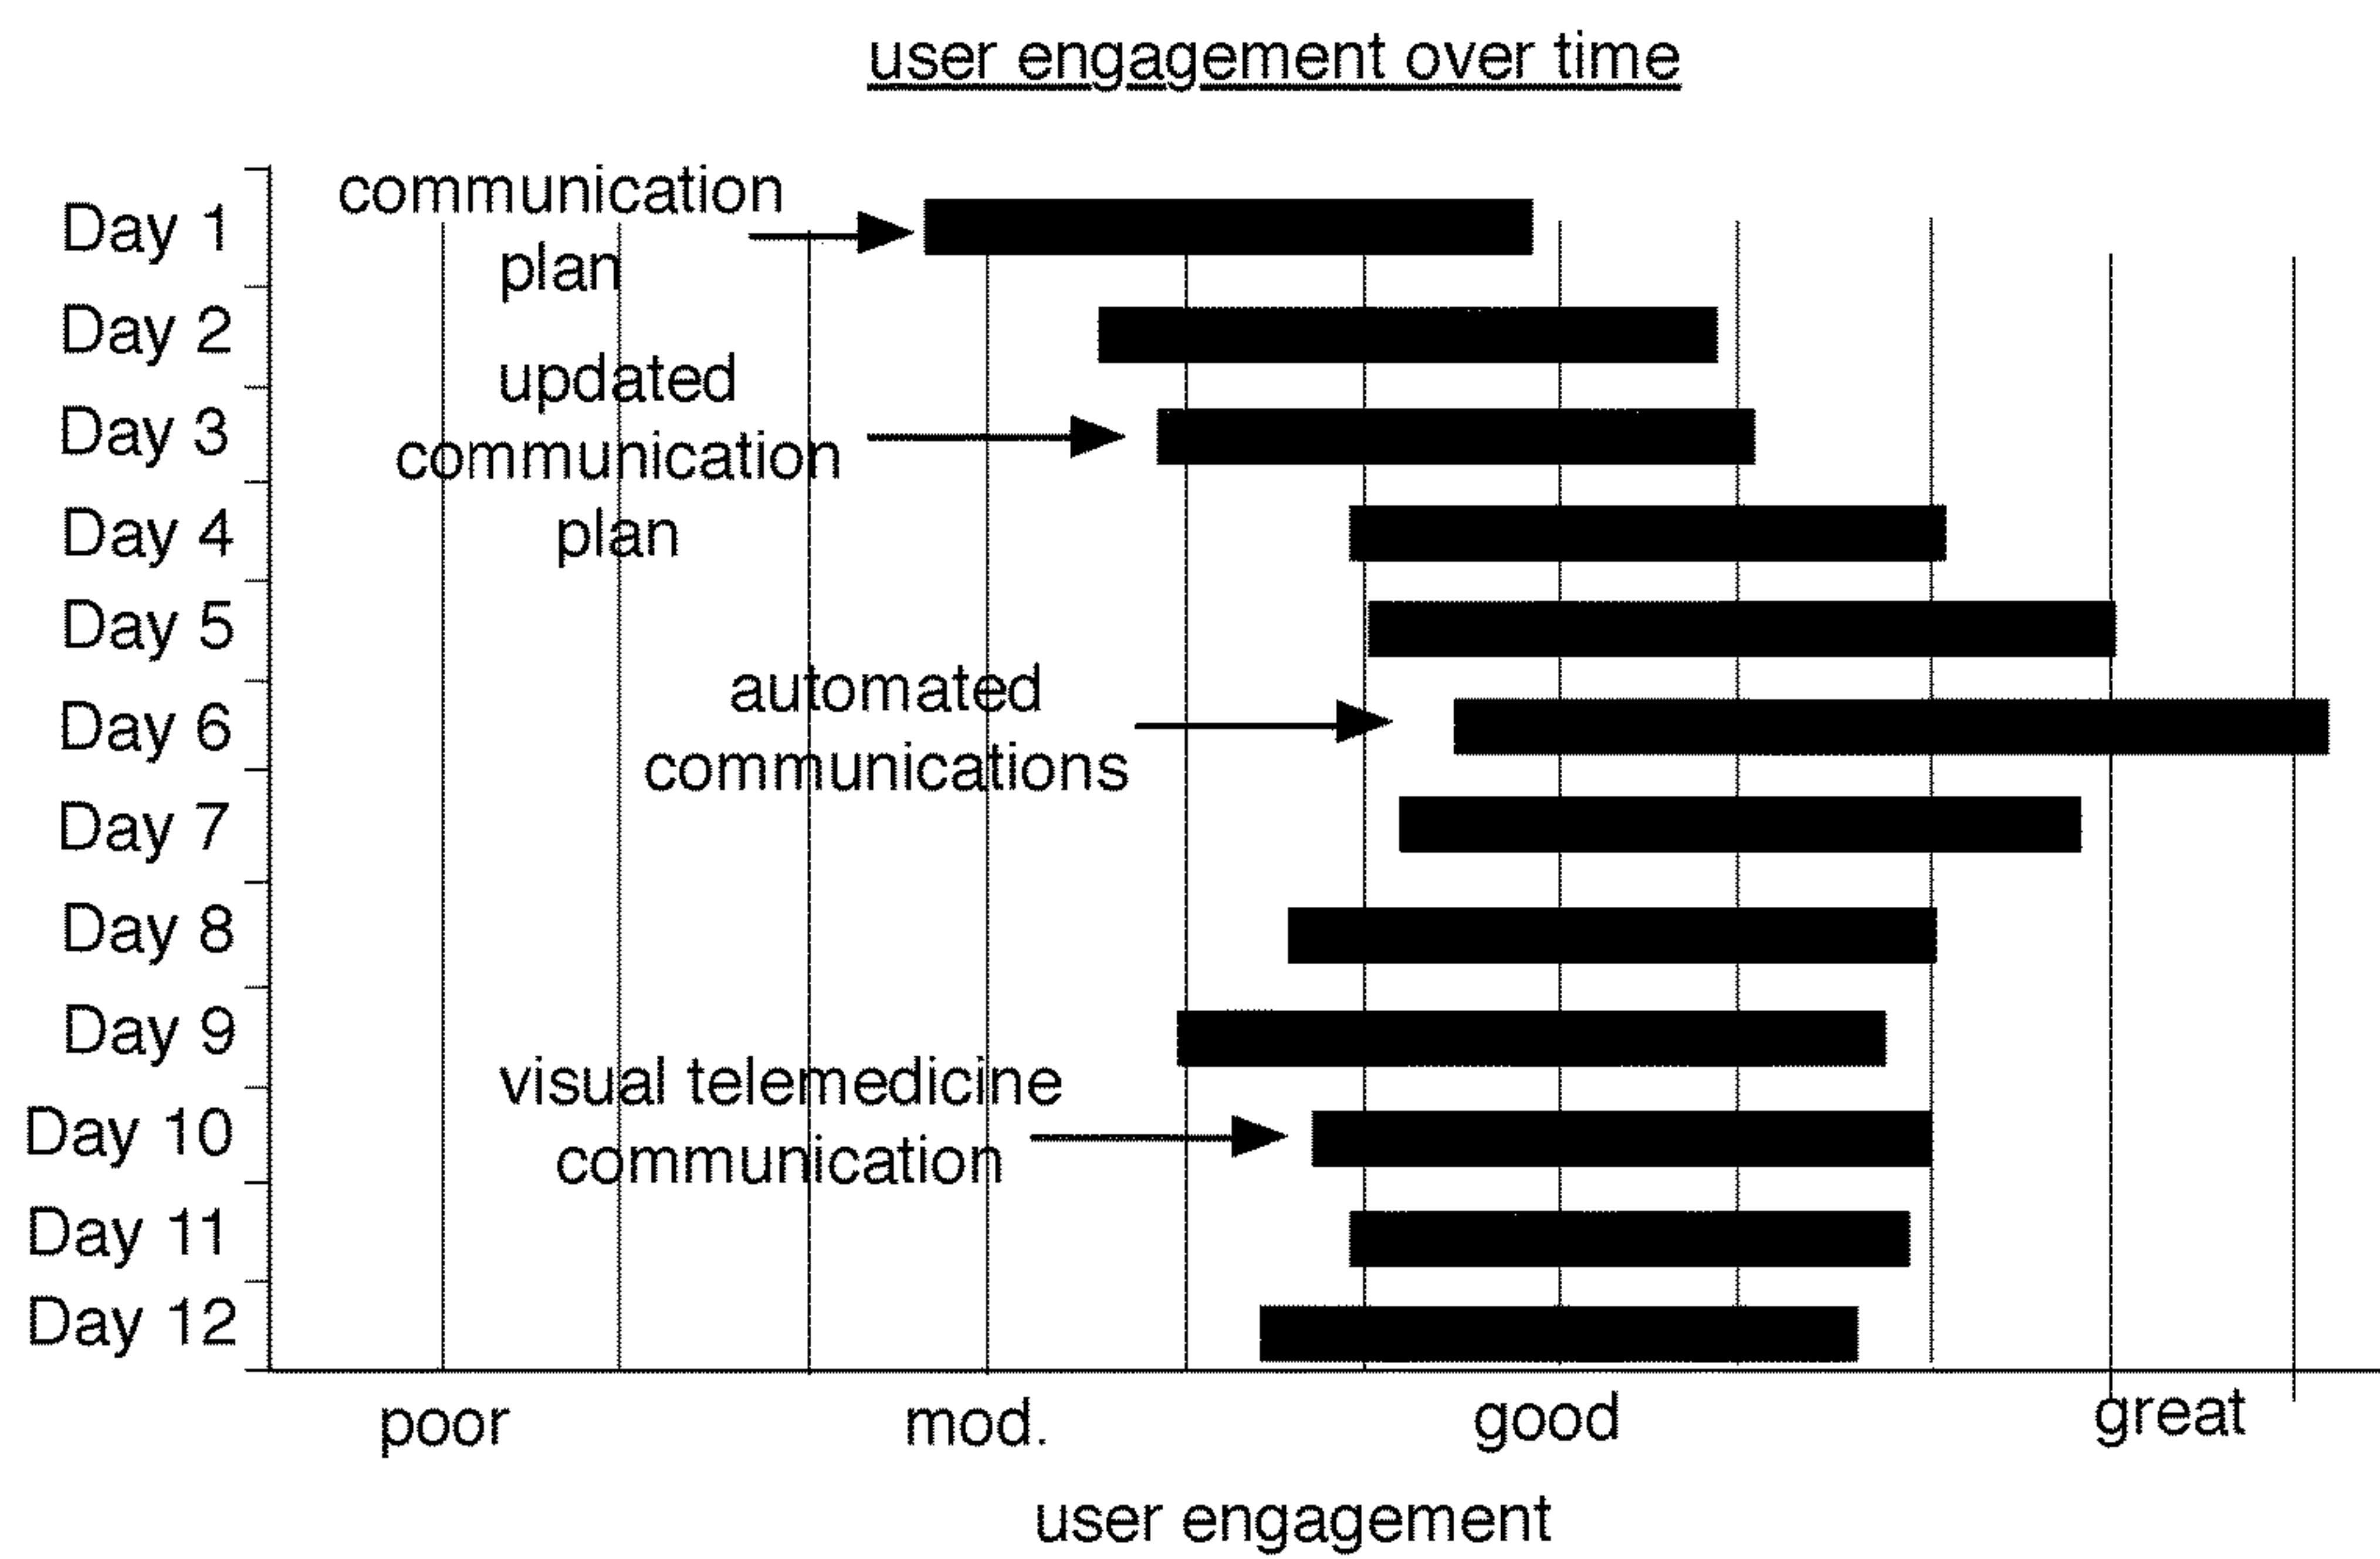 user engagement over time
communication
plan
Day 1
Day 2
updated
communication
plan
Day 3
Day 4
Day 5
automated
communications
Day 6
Day 7
Day 8
Day 9
visual telemedicine
communication
Day 10
Day 11
Day 12
poor mod. good great
user engagement